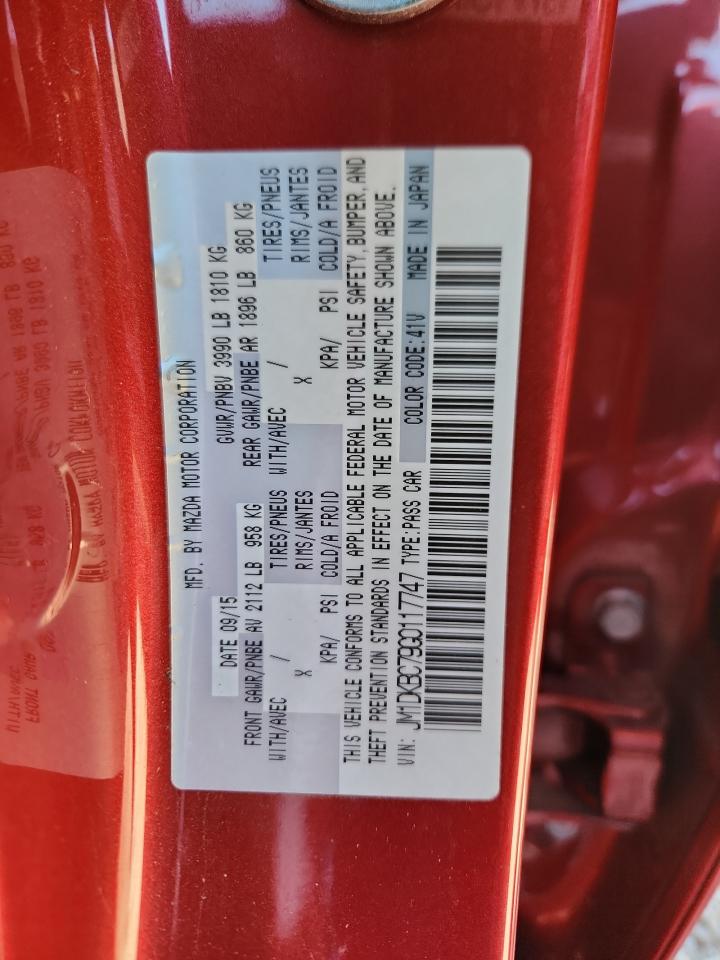 MFD. BY MAZDA MOTOR CORPORATION
DATE 09/15 GVWR/PNBV 3990 LB 1810 KG
FRONT GAWR/PNBE AV 2112 LB 958 KG REAR GAWR/PNBE AR 1896 LB 860 KG
WITH/AVEC / TIRES/PNEUS WITH/AVEC / TIRES/PNEUS
X RIMS/JANTES X RIMS/JANTES
KPA/ PSI COLD/A FROID KPA/ PSI COLD/A FROID
THIS VEHICLE CONFORMS TO ALL APPLICABLE FEDERAL MOTOR VEHICLE SAFETY, BUMPER, AND
THEFT PREVENTION STANDARDS IN EFFECT ON THE DATE OF MANUFACTURE SHOWN ABOVE.
VIN: JM1DKBC79G0117747 TYPE:PASS CAR COLOR CODE:41V MADE IN JAPAN